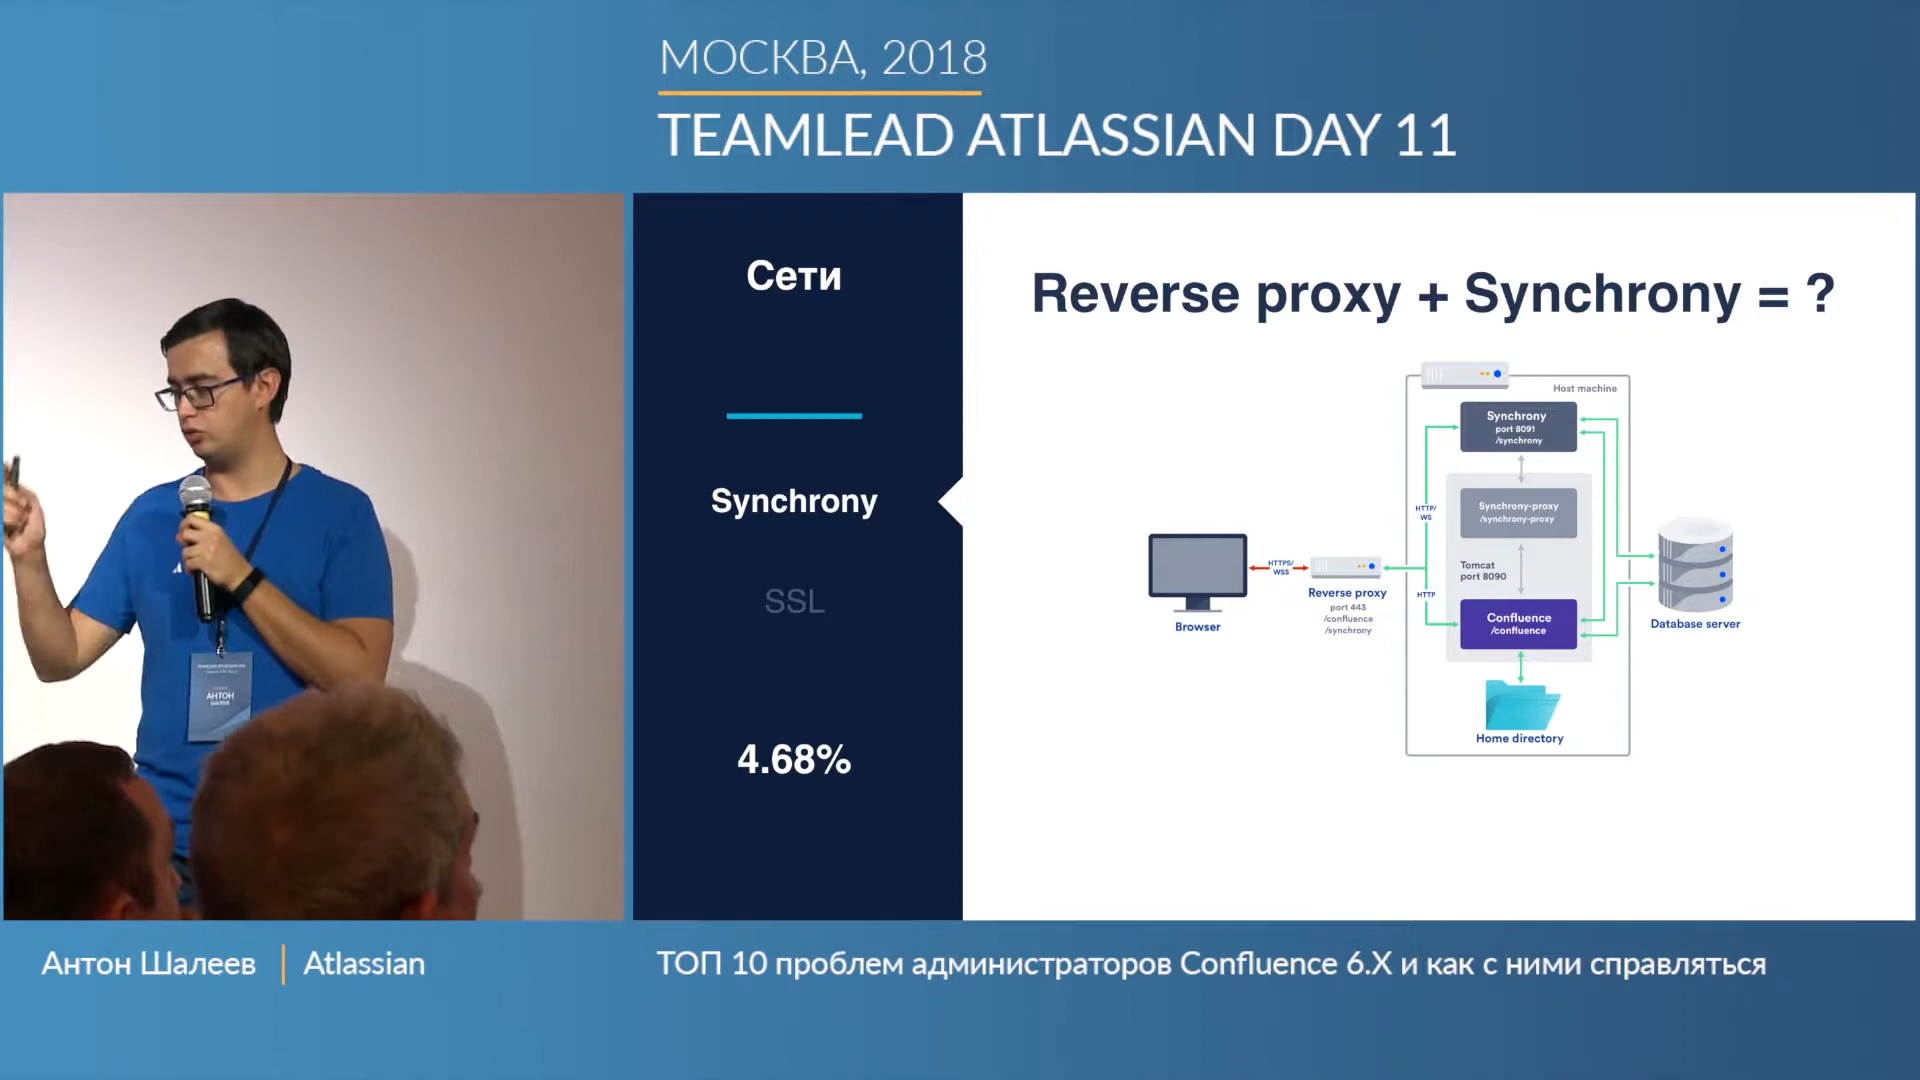 МОСКВА, 2018
TEAMLEAD ATLASSIAN DAY 11
Сети
Synchrony
SSL
4.68%
Reverse proxy + Synchrony = ?
Host machine
Synchrony
port 8091
/synchrony
HTTP/
WS
Synchrony-proxy
/synchrony-proxy
Tomcat
port 8090
HTTPS/
WSS
HTTP
Confluence
/confluence
Browser
Reverse proxy
port 443
/confluence
/synchrony
Database server
Home directory
АНТОН
Антон Шалеев
Atlassian
ТОП 10 проблем администраторов Confluence 6.X и как с ними справляться